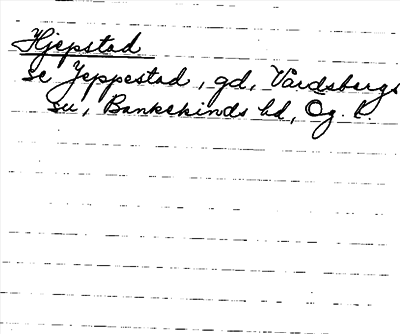 Hjepstad
se Jeppestad, gd, Vårdsbergs
sn, Bankekinds hd, Ög. l.